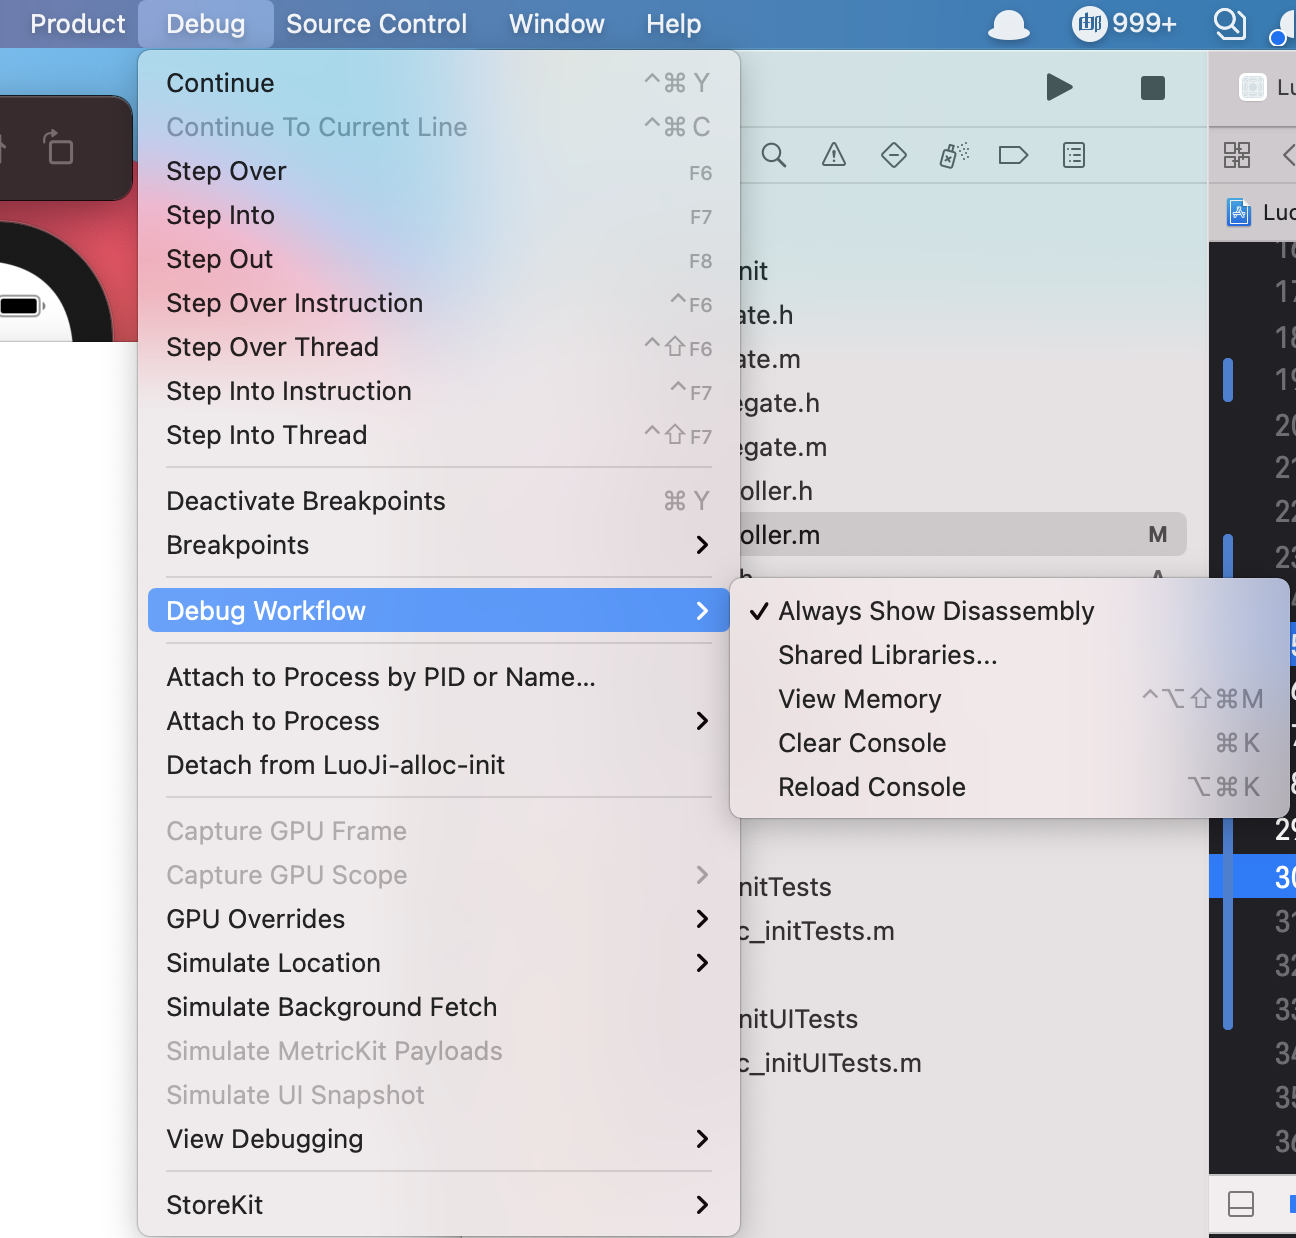 Product Debug Source Control Window Help 999+
Continue ^⌘ Y
Continue To Current Line ^⌘ C
Step Over F6
Step Into F7
Step Out F8
Step Over Instruction ^F6
Step Over Thread ^⇧F6
Step Into Instruction ^F7
Step Into Thread ^⇧F7
Deactivate Breakpoints ⌘ Y
Breakpoints
Debug Workflow
Attach to Process by PID or Name...
Attach to Process
Detach from LuoJi-alloc-init
Capture GPU Frame
Capture GPU Scope
GPU Overrides
Simulate Location
Simulate Background Fetch
Simulate MetricKit Payloads
Simulate UI Snapshot
View Debugging
StoreKit
✓ Always Show Disassembly
Shared Libraries...
View Memory ^⌥⇧⌘M
Clear Console ⌘ K
Reload Console ⌥⌘ K
nit
ate.h
ate.m
egate.h
egate.m
oller.h
oller.m M
nitTests
c_initTests.m
nitUITests
c_initUITests.m
Lu
Luo
17
18
19
20
21
22
23
29
30
31
32
33
34
35
36